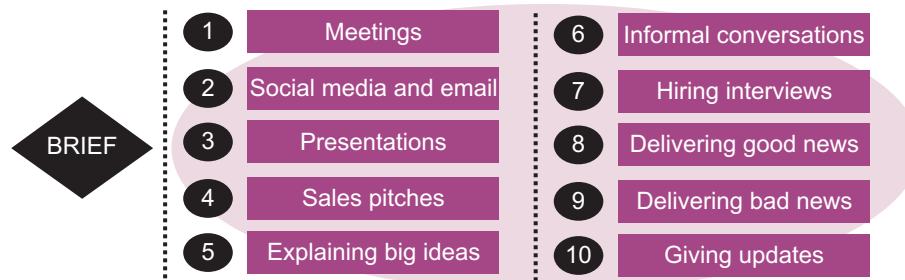 BRIEF
1 Meetings
2 Social media and email
3 Presentations
4 Sales pitches
5 Explaining big ideas
6 Informal conversations
7 Hiring interviews
8 Delivering good news
9 Delivering bad news
10 Giving updates